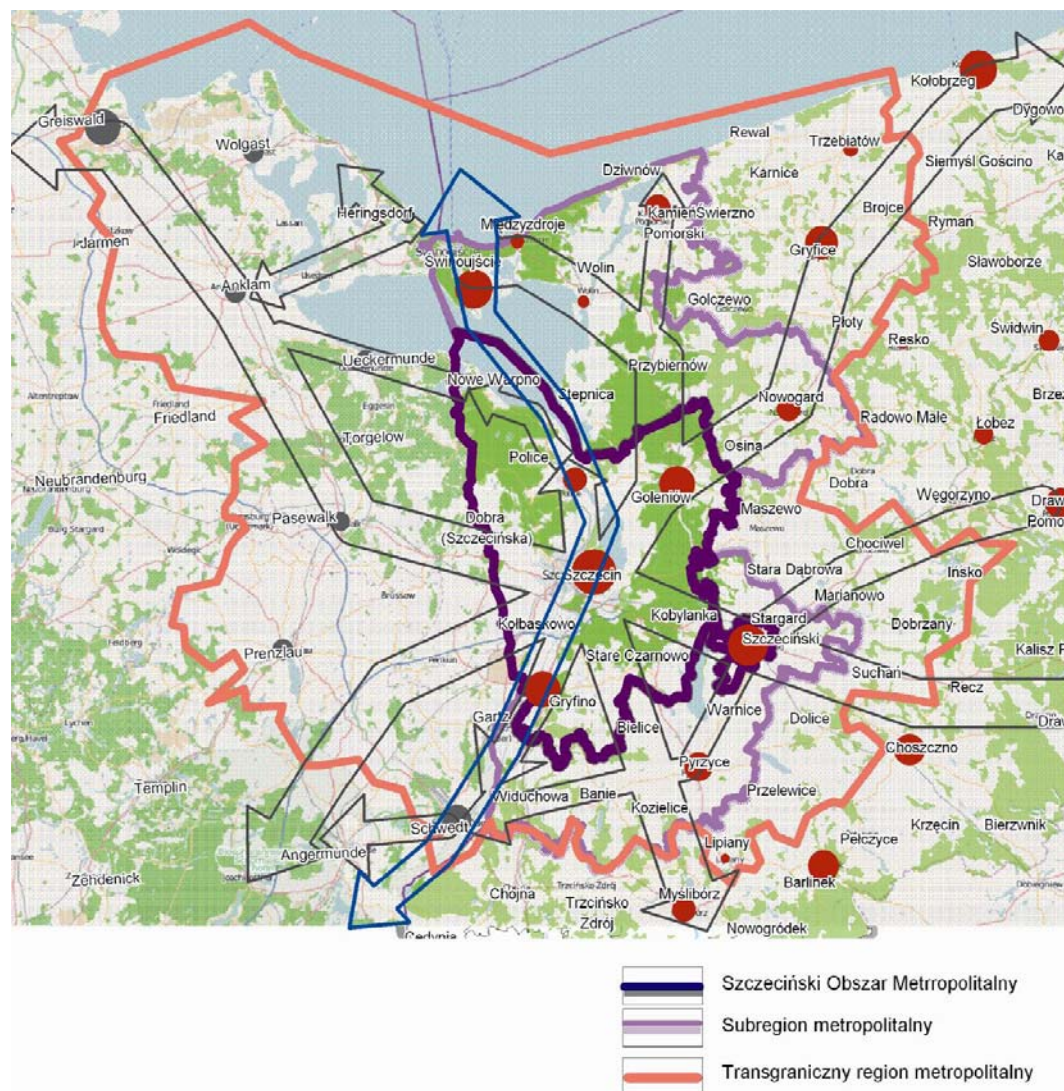 Kołobrzeg
Dygowo
Greiswald
Wolgast
Rewal
Trzebiatów
Siemyśl Gościno
Karnice
Dziwnów
Heringsdorf
Kamień
Świerzno
Pomorski
Brojce
Rymań
Międzyzdroje
Jarmen
Gryfice
Świnoujście
Wolin
Sławoborze
Anklam
Golczewo
Płoty
Świdwin
Resko
Ueckermunde
Przybiernów
Nowe Warpno
Stepnica
Nowogard
Friedland
Radowo Małe
Łobez
Torgelow
Osina
Police
Neubrandenburg
Goleniów
Dobra
Węgorzyno
Maszewo
Pasewalk
Dobra
(Szczecińska)
Chociwel
Szczecin
Stara Dąbrowa
Ińsko
Marianowo
Kobylanka
Stargard
Szczeciński
Dobrzany
Kołbaskowo
Prenzlau
Stare Czarnowo
Suchań
Recz
Gryfino
Gartz
Bielice
Warnice
Dolice
Choszczno
Pyrzyce
Templin
Widuchowa
Banie
Kozielice
Przelewice
Schwedt
Krzęcin
Bierzwnik
Pełczyce
Angermunde
Lipiany
Barlinek
Zehdenick
Chojna
Trzcińsko
Zdrój
Myślibórz
Nowogródek
Cedynia
Szczeciński Obszar Metrropolitalny
Subregion metropolitalny
Transgraniczny region metropolitalny